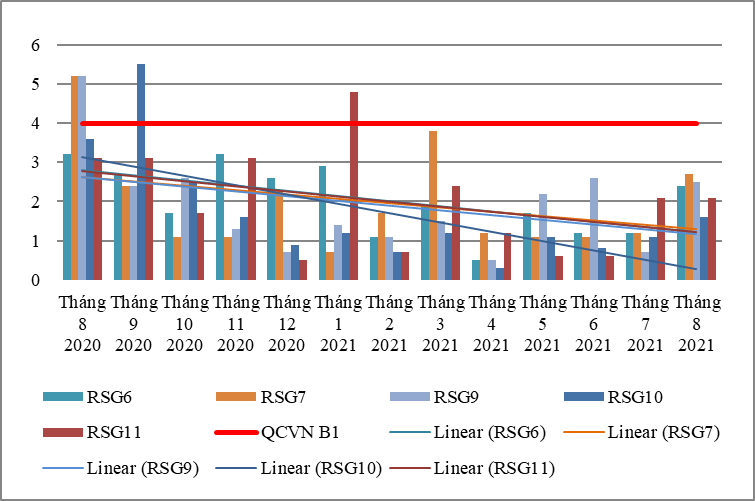 6
5
4
3
2
1
0
Tháng Tháng Tháng Tháng Tháng Tháng Tháng Tháng Tháng Tháng Tháng Tháng Tháng
8 9 10 11 12 1 2 3 4 5 6 7 8
2020 2020 2020 2020 2020 2021 2021 2021 2021 2021 2021 2021 2021
RSG6 RSG7 RSG9 RSG10
RSG11 QCVN B1 Linear (RSG6) Linear (RSG7)
Linear (RSG9) Linear (RSG10) Linear (RSG11)